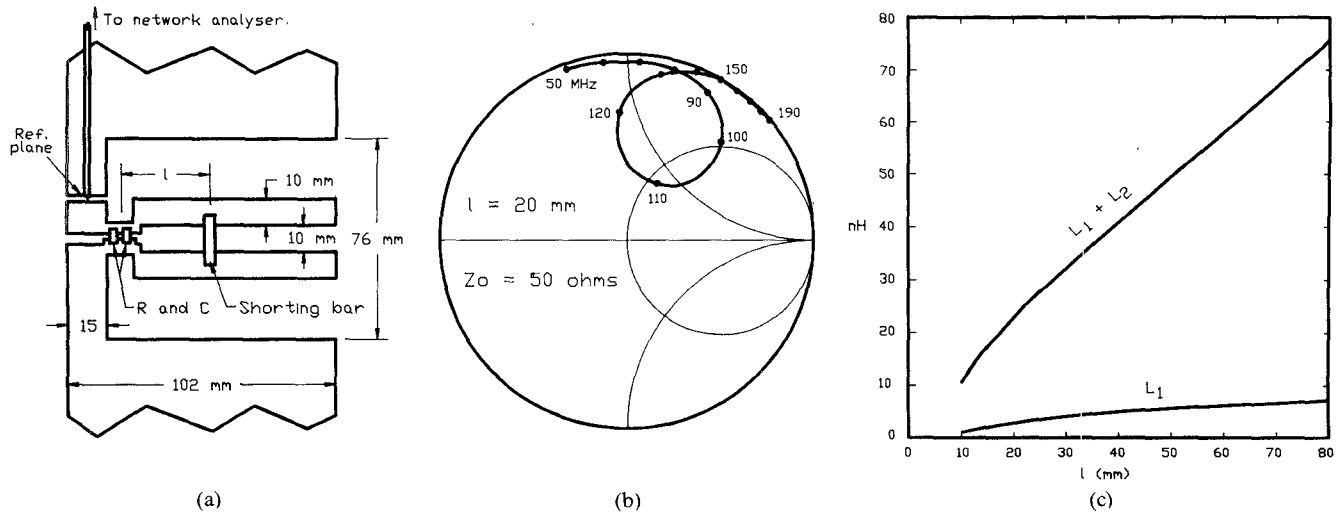 To network analyser.
Ref.
plane
l
10 mm
10 mm
76 mm
R and C
Shorting bar
15
102 mm
(a)
50 MHz
150
90
190
120
100
110
l = 20 mm
Zo = 50 ohms
(b)
80
70
60
50
nH
40
30
20
10
0
L1 + L2
L1
0 10 20 30 40 50 60 70 80
l (mm)
(c)